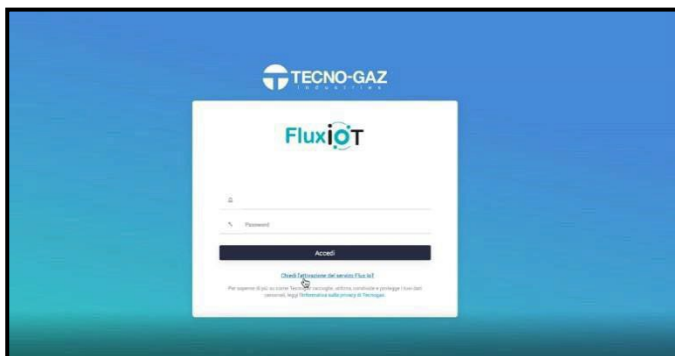 TECNO-GAZ
industries
FluxioT
Password
Accedi
Chiedi l'attivazione del servizio Flux IoT
Per saperne di più su come Tecnogaz raccoglie, utilizza, condivide e protegge i tuoi dati
personali, leggi l'informativa sulla privacy di Tecnogaz.